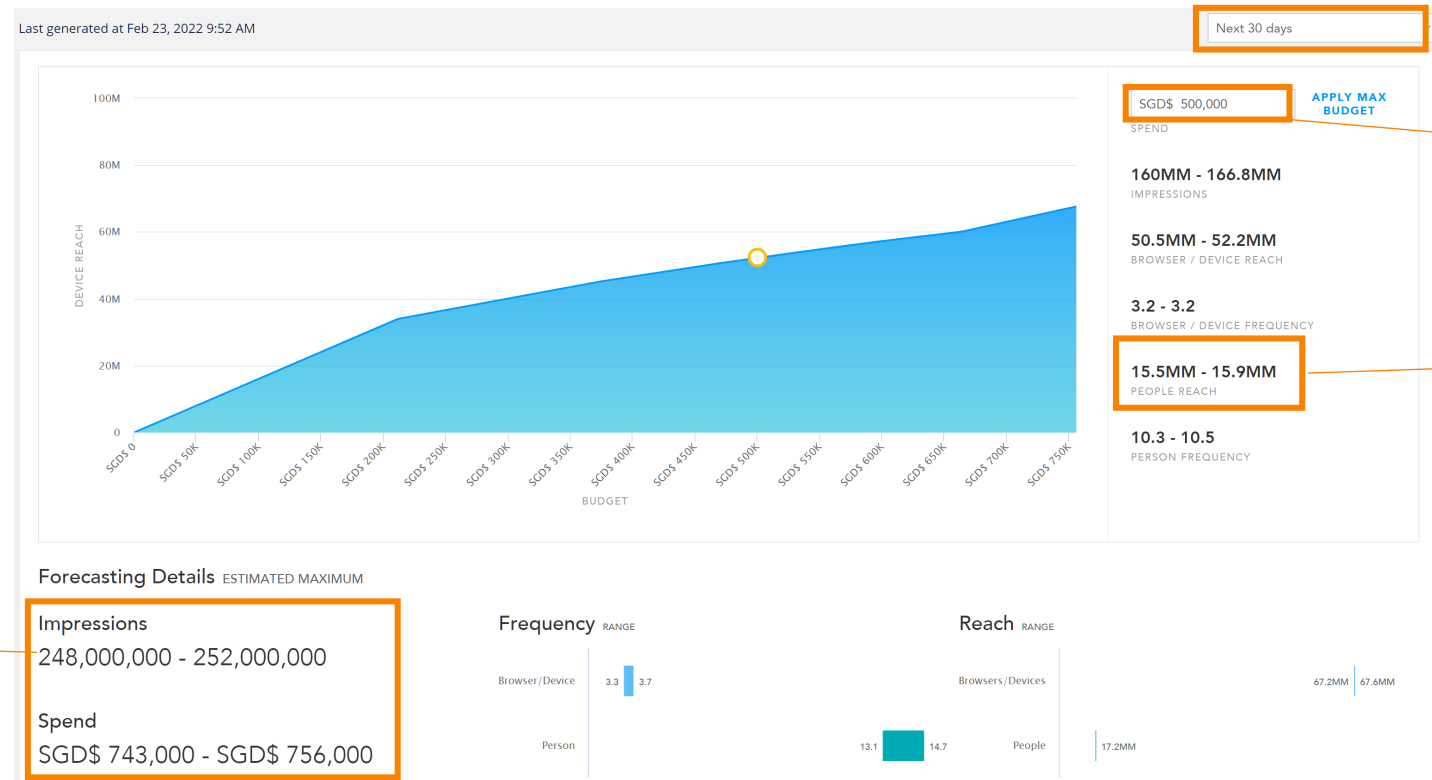 Last generated at Feb 23, 2022 9:52 AM
Next 30 days
100M
80M
60M
40M
20M
0
DEVICE REACH
SGD$ 0
SGD$ 50K
SGD$ 100K
SGD$ 150K
SGD$ 200K
SGD$ 250K
SGD$ 300K
SGD$ 350K
SGD$ 400K
SGD$ 450K
SGD$ 500K
SGD$ 550K
SGD$ 600K
SGD$ 650K
SGD$ 700K
SGD$ 750K
BUDGET
SGD$ 500,000
APPLY MAX
BUDGET
SPEND
160MM - 166.8MM
IMPRESSIONS
50.5MM - 52.2MM
BROWSER / DEVICE REACH
3.2 - 3.2
BROWSER / DEVICE FREQUENCY
15.5MM - 15.9MM
PEOPLE REACH
10.3 - 10.5
PERSON FREQUENCY
Forecasting Details ESTIMATED MAXIMUM
Impressions
248,000,000 - 252,000,000
Spend
SGD$ 743,000 - SGD$ 756,000
Frequency RANGE
Browser/Device 3.3 3.7
Person 13.1 14.7
Reach RANGE
Browsers/Devices 67.2MM 67.6MM
People 17.2MM